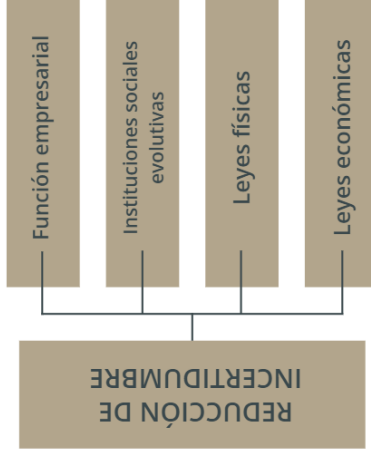 REDUCCIÓN DE
INCERTIDUMBRE
Función empresarial
Instituciones sociales
evolutivas
Leyes físicas
Leyes económicas